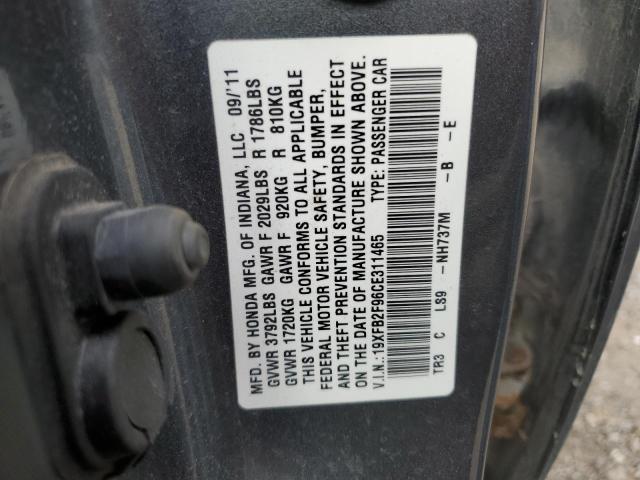 MFD. BY HONDA MFG. OF INDIANA, LLC 09/'11
GVWR 3792LBS GAWR F 2029LBS R 1786LBS
GVWR 1720KG GAWR F 920KG R 810KG
THIS VEHICLE CONFORMS TO ALL APPLICABLE
FEDERAL MOTOR VEHICLE SAFETY, BUMPER,
AND THEFT PREVENTION STANDARDS IN EFFECT
ON THE DATE OF MANUFACTURE SHOWN ABOVE.
V.I.N.:19XFB2F96CE311465 TYPE: PASSENGER CAR
TR3 C LS9 -NH737M -B -E